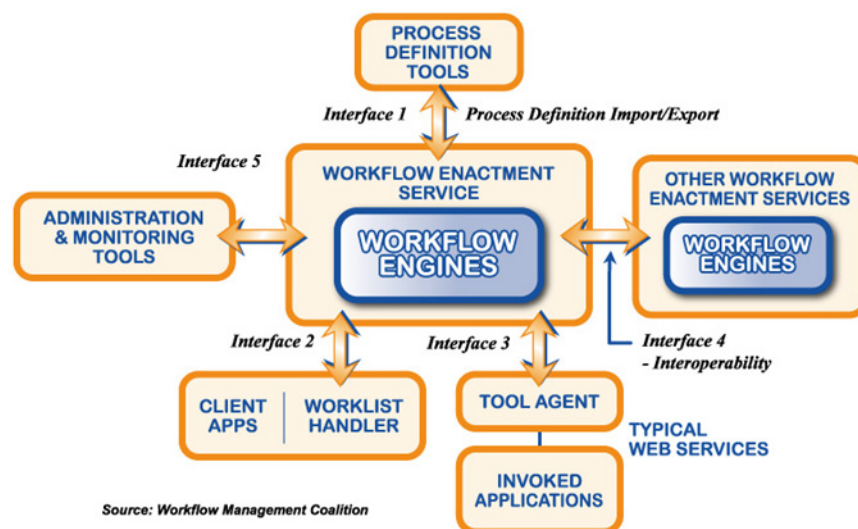 PROCESS
DEFINITION
TOOLS
Interface 1
Process Definition Import/Export
Interface 5
WORKFLOW ENACTMENT
SERVICE
WORKFLOW
ENGINES
OTHER WORKFLOW
ENACTMENT SERVICES
WORKFLOW
ENGINES
ADMINISTRATION
& MONITORING
TOOLS
Interface 2
Interface 3
Interface 4
- Interoperability
CLIENT
APPS
WORKLIST
HANDLER
TOOL AGENT
TYPICAL
WEB SERVICES
INVOKED
APPLICATIONS
Source: Workflow Management Coalition